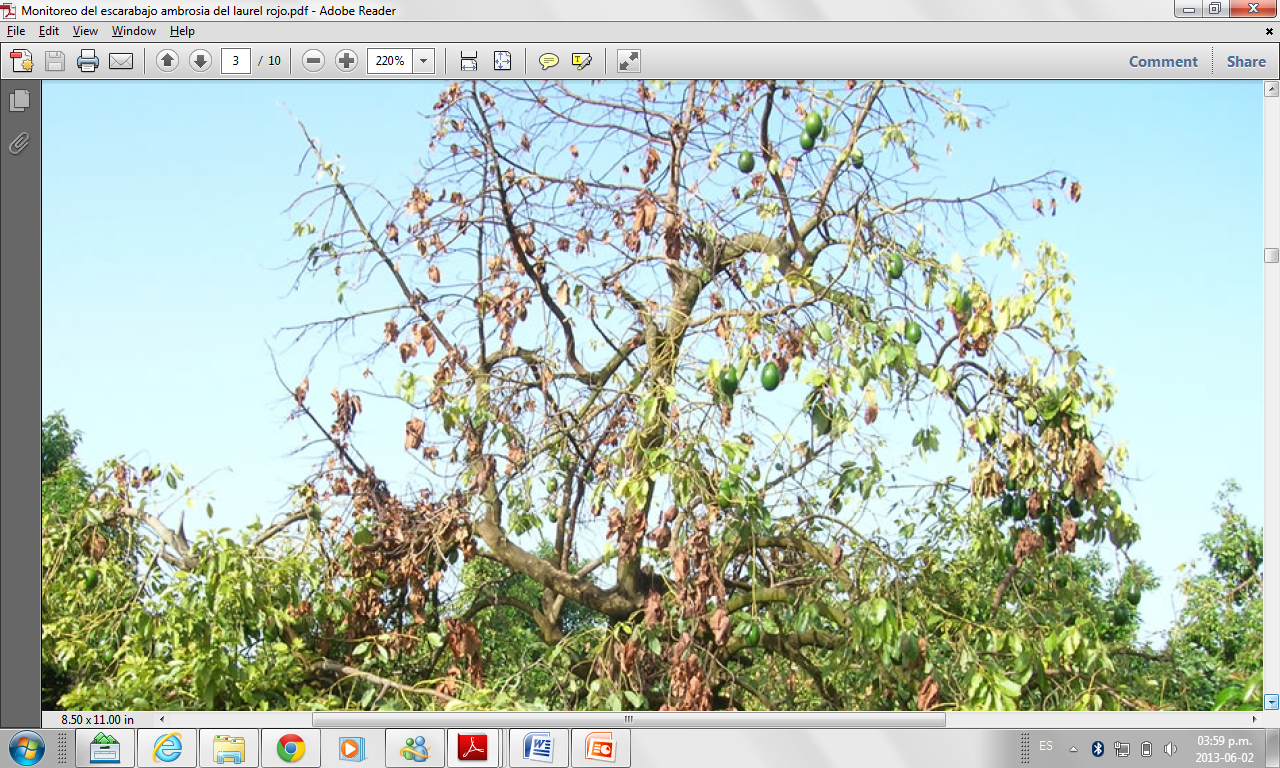 Monitoreo del escarabajo ambrosia del laurel rojo.pdf - Adobe Reader
File Edit View Window Help
3 / 10 220% Comment Share
8.50 x 11.00 in
ES 03:59 p.m.
2013-06-02